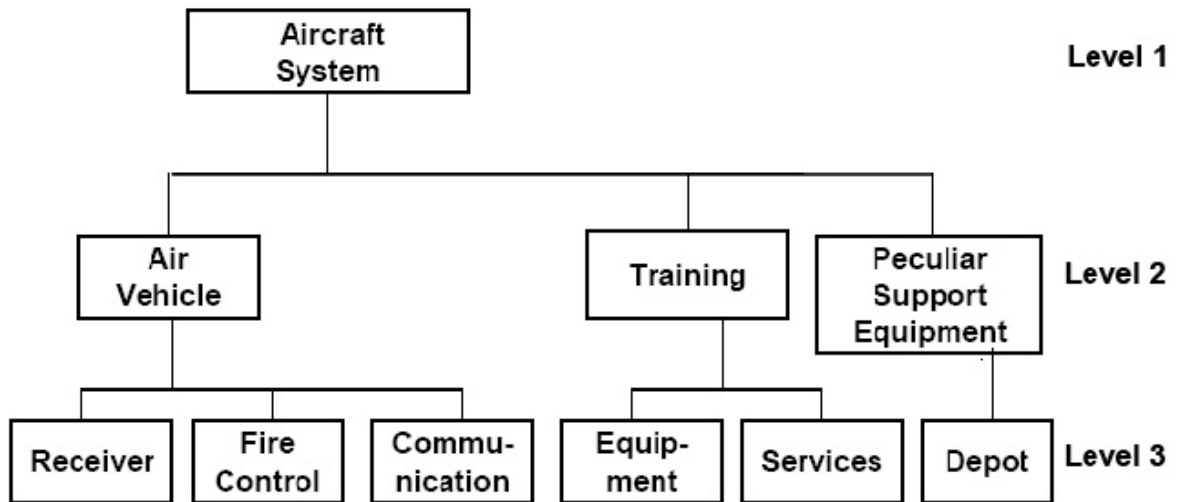 Aircraft
System
Level 1
Air
Vehicle
Training
Peculiar
Support
Equipment
Level 2
Receiver
Fire
Control
Commu-
nication
Equip-
ment
Services
Depot
Level 3